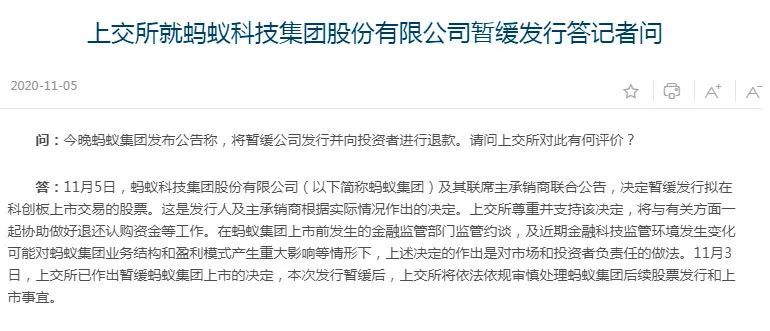 上交所就蚂蚁科技集团股份有限公司暂缓发行答记者问
2020-11-05
A+
A-
问：今晚蚂蚁集团发布公告称，将暂缓公司发行并向投资者进行退款。请问上交所对此有何评价？
答：11月5日，蚂蚁科技集团股份有限公司（以下简称蚂蚁集团）及其联席主承销商联合公告，决定暂缓发行拟在
科创板上市交易的股票。这是发行人及主承销商根据实际情况作出的决定。上交所尊重并支持该决定，将与有关方面一
起协助做好退还认购资金等工作。在蚂蚁集团上市前发生的金融监管部门监管约谈，及近期金融科技监管环境发生变化
可能对蚂蚁集团业务结构和盈利模式产生重大影响等情形下，上述决定的作出是对市场和投资者负责任的做法。11月3
日，上交所已作出暂缓蚂蚁集团上市的决定，本次发行暂缓后，上交所将依法依规审慎处理蚂蚁集团后续股票发行和上
市事宜。